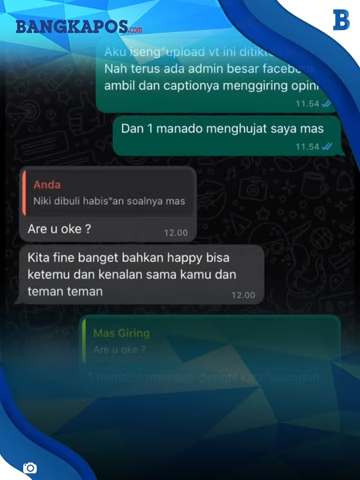 BANGKAPOS.com
B
Aku iseng"upload vt ini ditik
Nah terus ada admin besar
ambil dan captionya menggiring opini
11.54
Dan 1 manado menghujat saya mas
11.54
Anda
Niki dibuli habis"an soalnya mas
Are u oke ?
12.00
Kita fine banget bahkan happy bisa
ketemu dan kenalan sama kamu dan
teman teman
12.00
Mas Giring
Are u oke ?